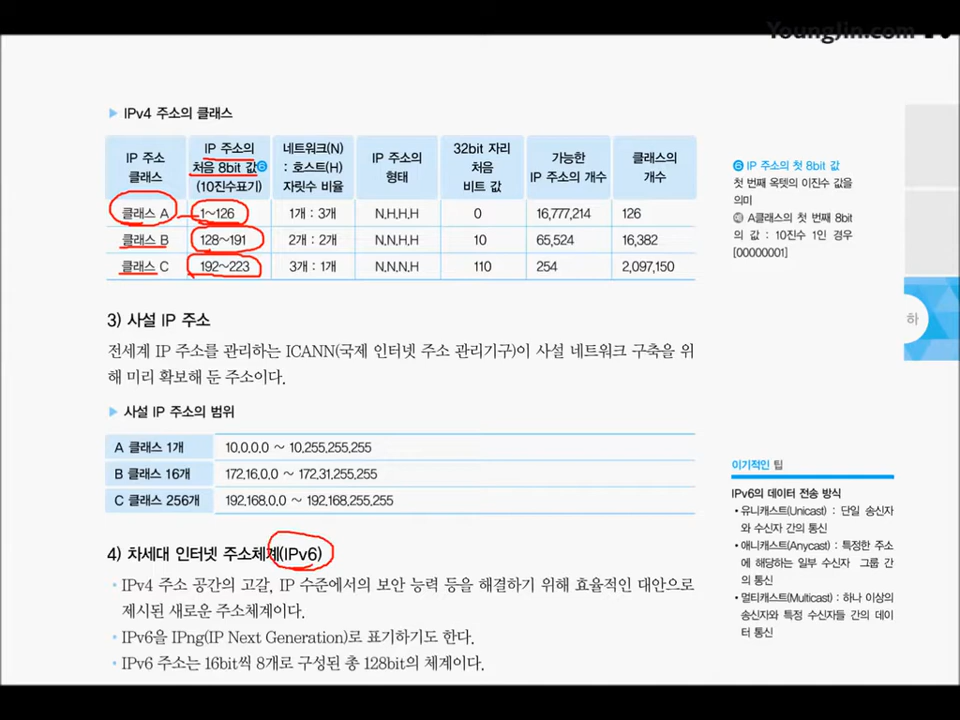 YoungJin.com
▶ IPv4 주소의 클래스
IP 주소 클래스 | IP 주소의 처음 8bit 값❻ (10진수표기) | 네트워크(N) : 호스트(H) 자릿수 비율 | IP 주소의 형태 | 32bit 자리 처음 비트 값 | 가능한 IP 주소의 개수 | 클래스의 개수
클래스 A | 1~126 | 1개 : 3개 | N.H.H.H | 0 | 16,777,214 | 126
클래스 B | 128~191 | 2개 : 2개 | N.N.H.H | 10 | 65,524 | 16,382
클래스 C | 192~223 | 3개 : 1개 | N.N.N.H | 110 | 254 | 2,097,150
3) 사설 IP 주소
전세계 IP 주소를 관리하는 ICANN(국제 인터넷 주소 관리기구)이 사설 네트워크 구축을 위
해 미리 확보해 둔 주소이다.
▶ 사설 IP 주소의 범위
A 클래스 1개 | 10.0.0.0 ~ 10.255.255.255
B 클래스 16개 | 172.16.0.0 ~ 172.31.255.255
C 클래스 256개 | 192.168.0.0 ~ 192.168.255.255
4) 차세대 인터넷 주소체계(IPv6)
• IPv4 주소 공간의 고갈, IP 수준에서의 보안 능력 등을 해결하기 위해 효율적인 대안으로
제시된 새로운 주소체계이다.
• IPv6을 IPng(IP Next Generation)로 표기하기도 한다.
• IPv6 주소는 16bit씩 8개로 구성된 총 128bit의 체계이다.
❻ IP 주소의 첫 8bit 값
첫 번째 옥텟의 이진수 값을
의미
예 A클래스의 첫 번째 8bit
의 값 : 10진수 1인 경우
[00000001]
하
이기적인 팁
IPv6의 데이터 전송 방식
• 유니캐스트(Unicast) : 단일 송신자
와 수신자 간의 통신
• 애니캐스트(Anycast) : 특정한 주소
에 해당하는 일부 수신자 그룹 간
의 통신
• 멀티캐스트(Multicast) : 하나 이상의
송신자와 특정 수신자들 간의 데이
터 통신